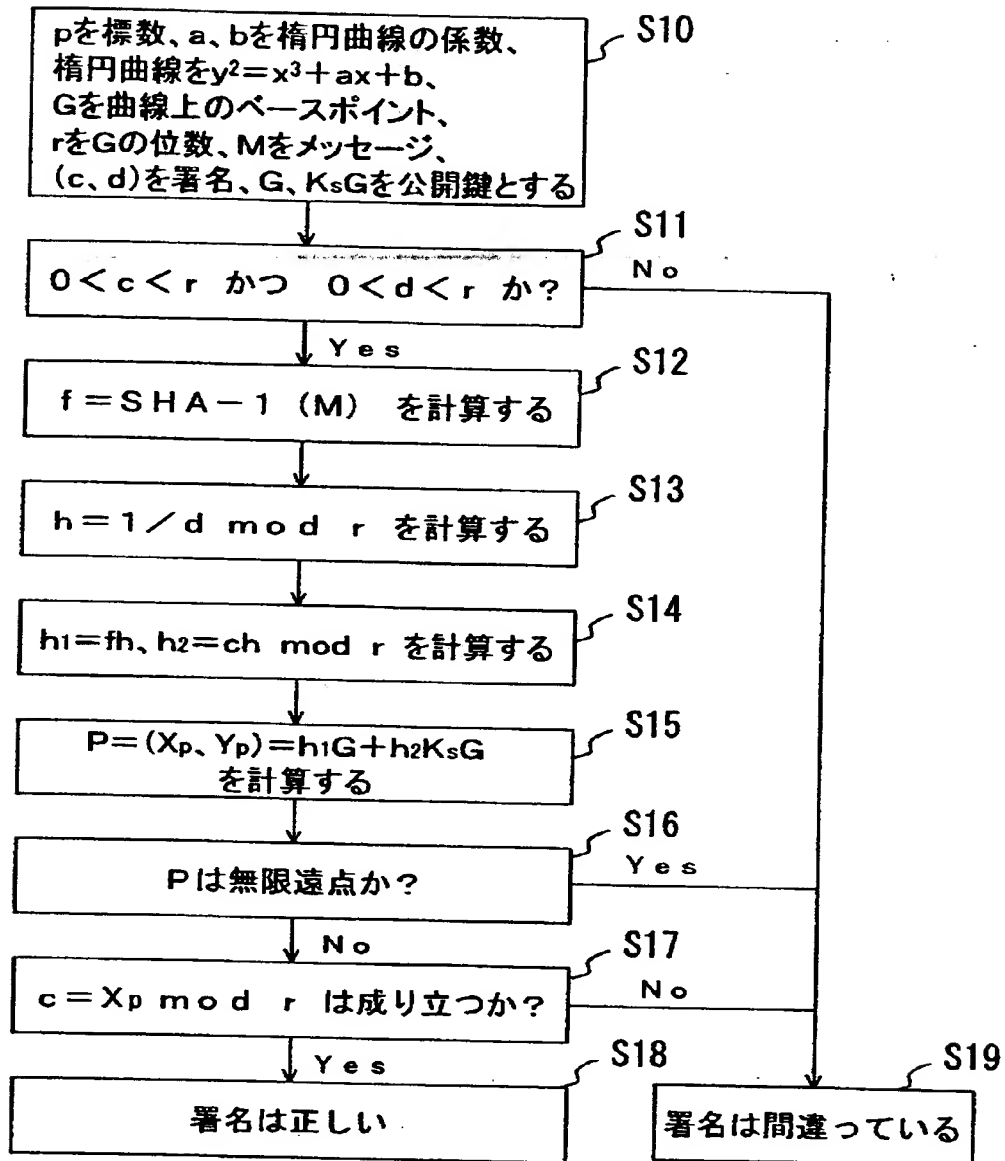 S10
pを標数、a、bを楕円曲線の係数、
楕円曲線をy²=x³+ax+b、
Gを曲線上のベースポイント、
rをGの位数、Mをメッセージ、
(c、d)を署名、G、KsGを公開鍵とする
S11
0<c<r かつ 0<d<r か?
No
Yes
S12
f=SHA-1 (M) を計算する
S13
h=1/d mod r を計算する
S14
h1=fh、h2=ch mod r を計算する
S15
P=(Xp、Yp)=h1G+h2KsG
を計算する
S16
Pは無限遠点か?
Yes
No
S17
c=Xp mod r は成り立つか?
No
Yes
S18
署名は正しい
S19
署名は間違っている